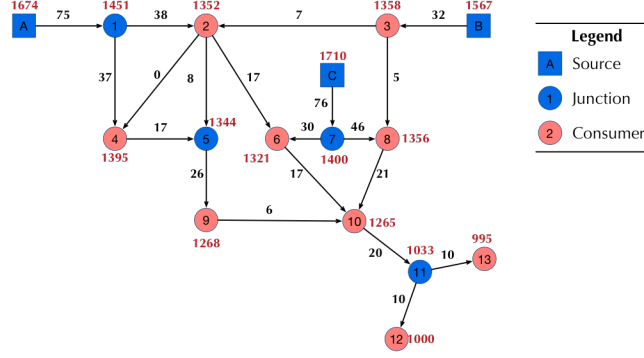 1674 1451 1352 1358 1567
A 75 1 38 2 7 3 32 B
Legend
1710
A Source
C
37 0 8 17 76 5
1 Junction
1344
4 17 5 6 30 7 46 8 1356
2 Consumer
1395 1321 1400
26 17 21
9 6 10 1265
1268
20 1033 10 995
11 13
10
12 1000